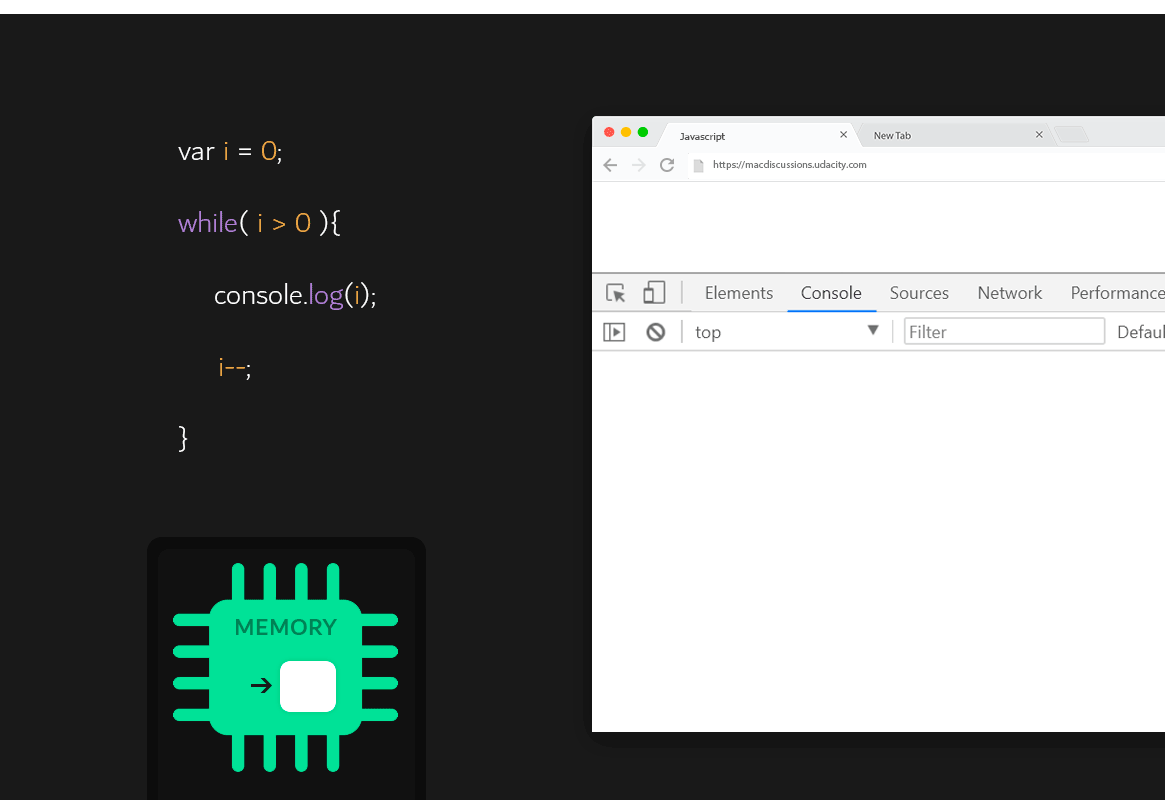 var i = 0;
while( i > 0 ){
console.log(i);
i--;
}
MEMORY
Javascript
New Tab
https://macdiscussions.udacity.com
Elements Console Sources Network Performance
top Filter Defaul